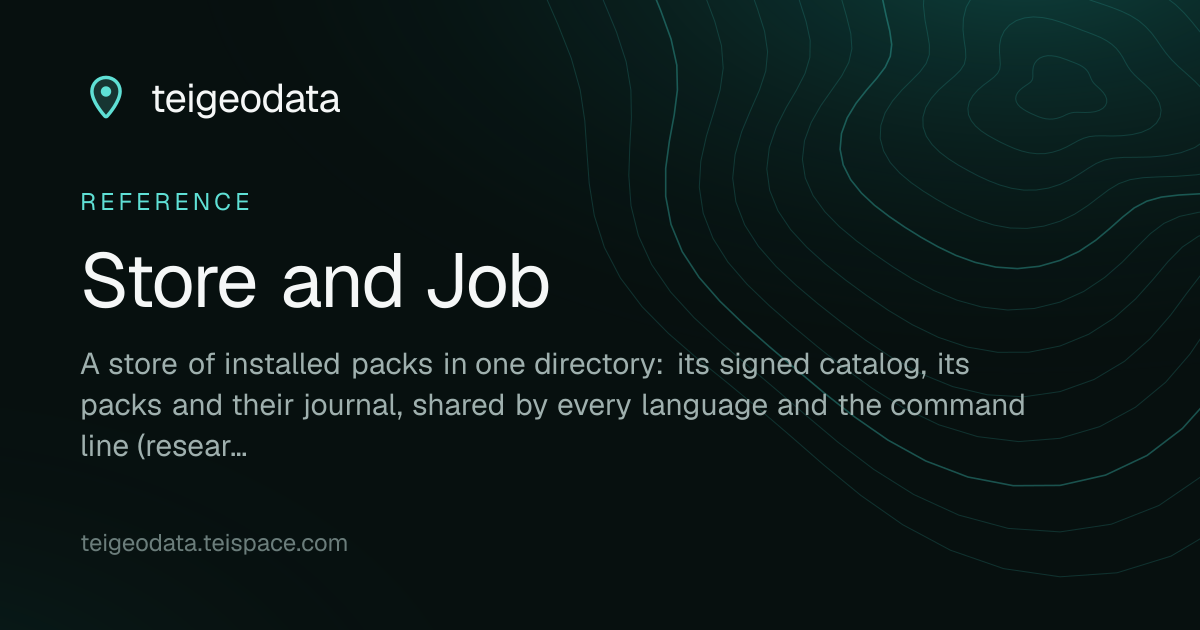 teigeodata
REFERENCE
Store and Job
A store of installed packs in one directory: its signed catalog, its
packs and their journal, shared by every language and the command
line (resear…
teigeodata.teispace.com